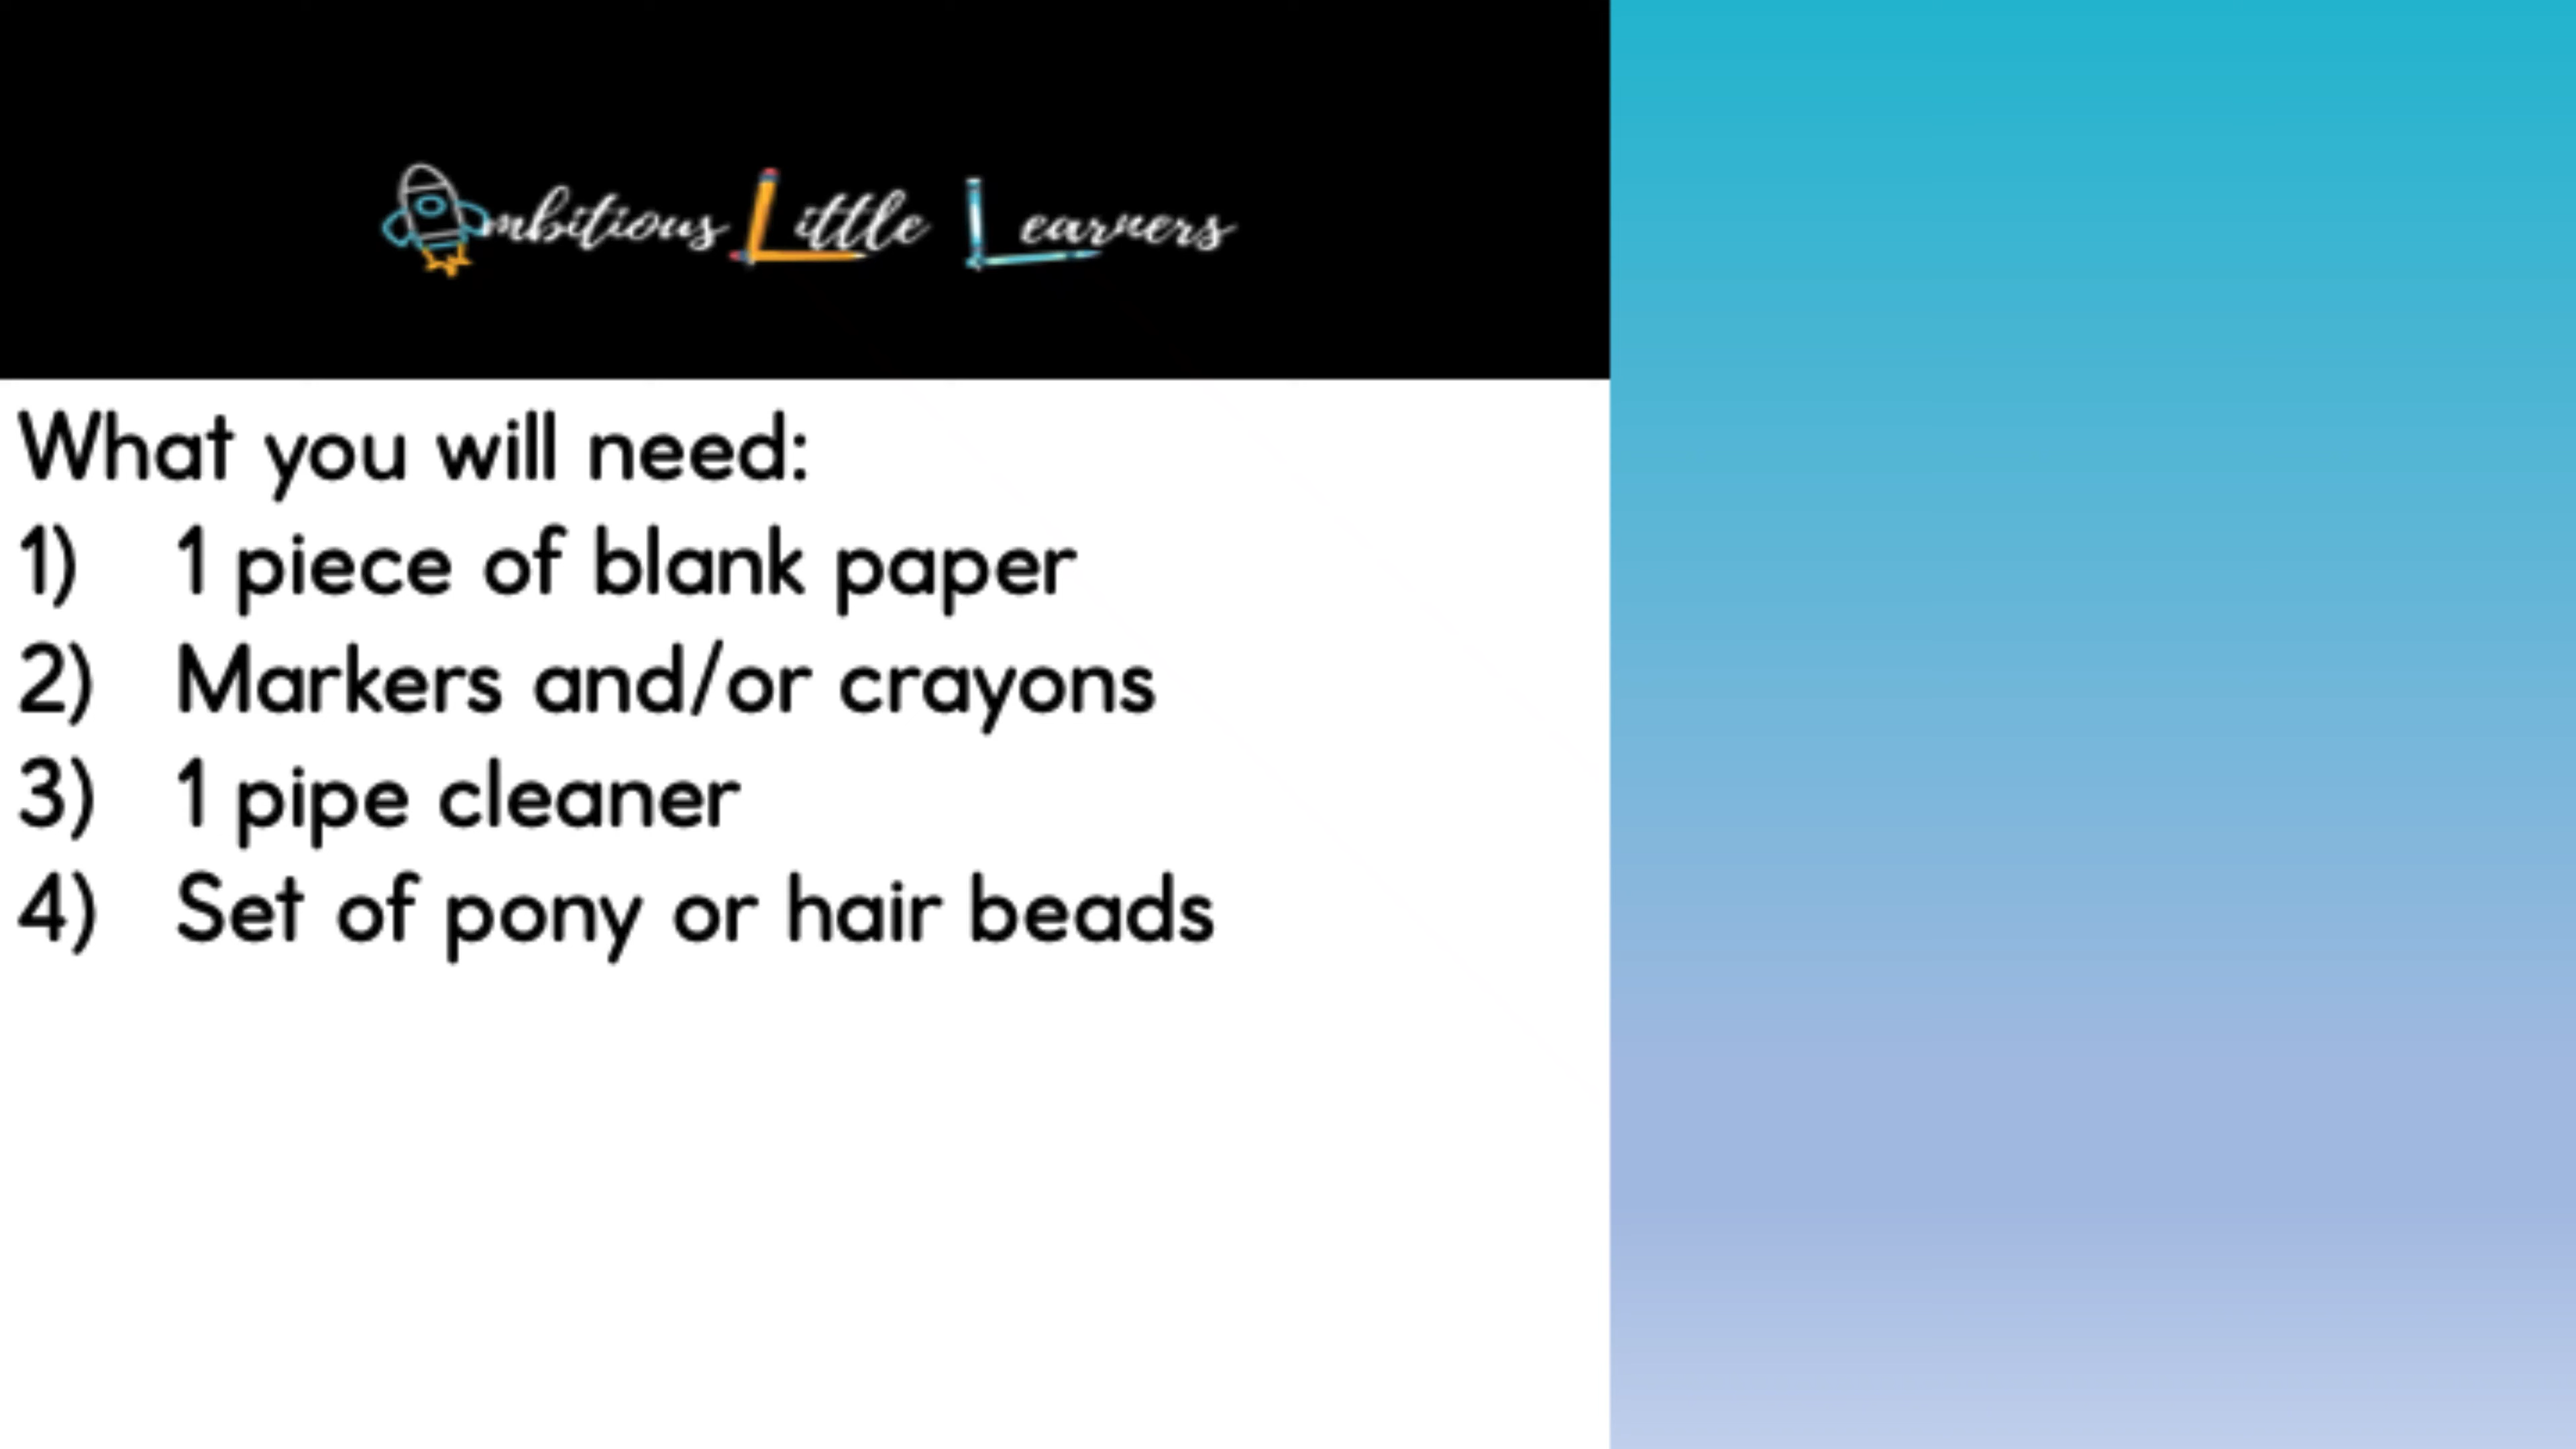 Ambitious Little Learners
What you will need:
1) 1 piece of blank paper
2) Markers and/or crayons
3) 1 pipe cleaner
4) Set of pony or hair beads